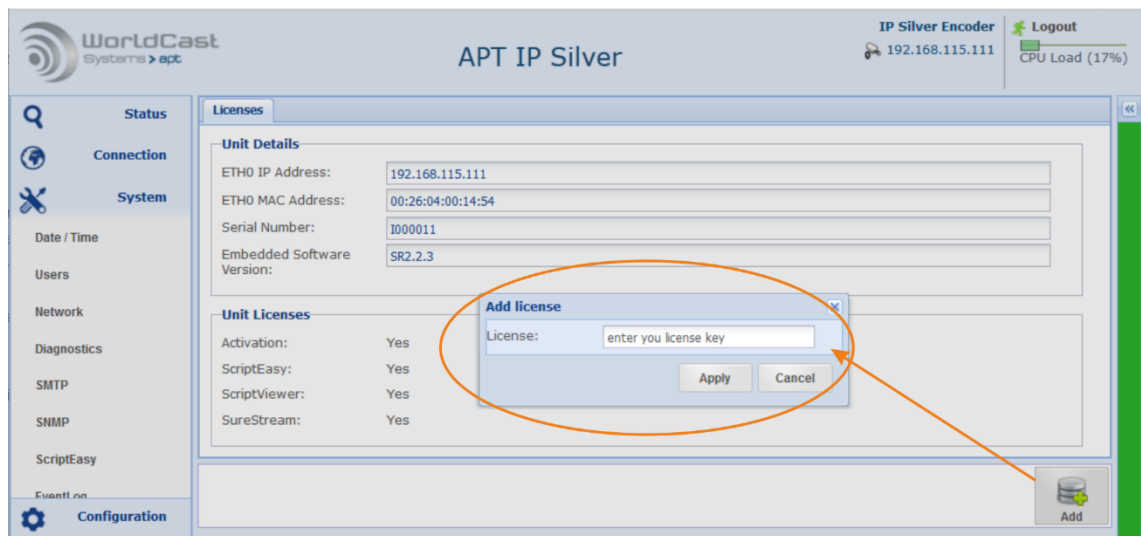 WorldCast
Systems > apt
APT IP Silver
IP Silver Encoder
192.168.115.111
Logout
CPU Load (17%)
Status
Connection
System
Date / Time
Users
Network
Diagnostics
SMTP
SNMP
ScriptEasy
EventLog
Configuration
Licenses
Unit Details
ETH0 IP Address: 192.168.115.111
ETH0 MAC Address: 00:26:04:00:14:54
Serial Number: I000011
Embedded Software
Version: SR2.2.3
Unit Licenses
Activation: Yes
ScriptEasy: Yes
ScriptViewer: Yes
SureStream: Yes
Add license
License: enter you license key
Apply Cancel
Add